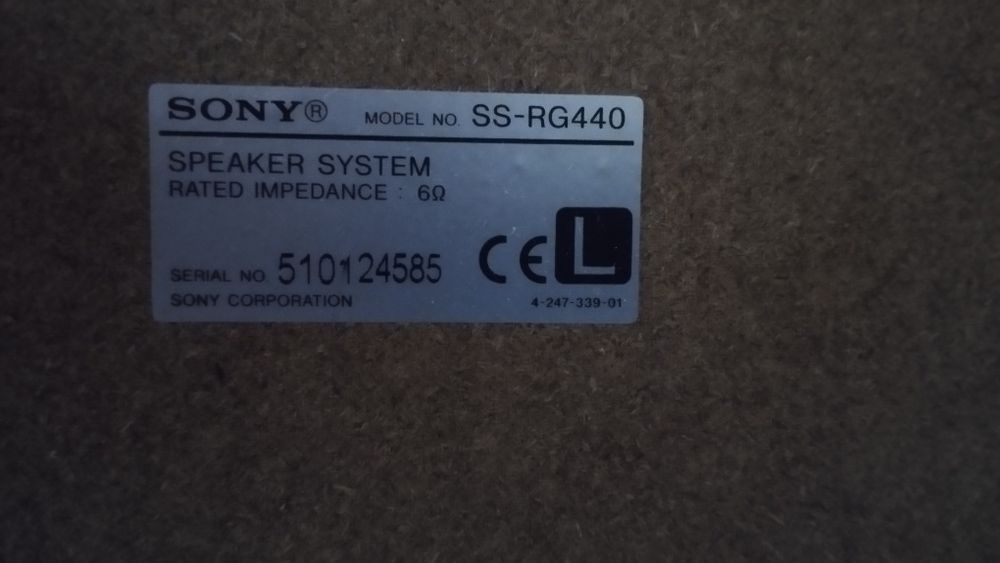 SONY® MODEL NO. SS-RG440
SPEAKER SYSTEM
RATED IMPEDANCE : 6Ω
SERIAL NO. 510124585
CE L
SONY CORPORATION 4-247-339-01